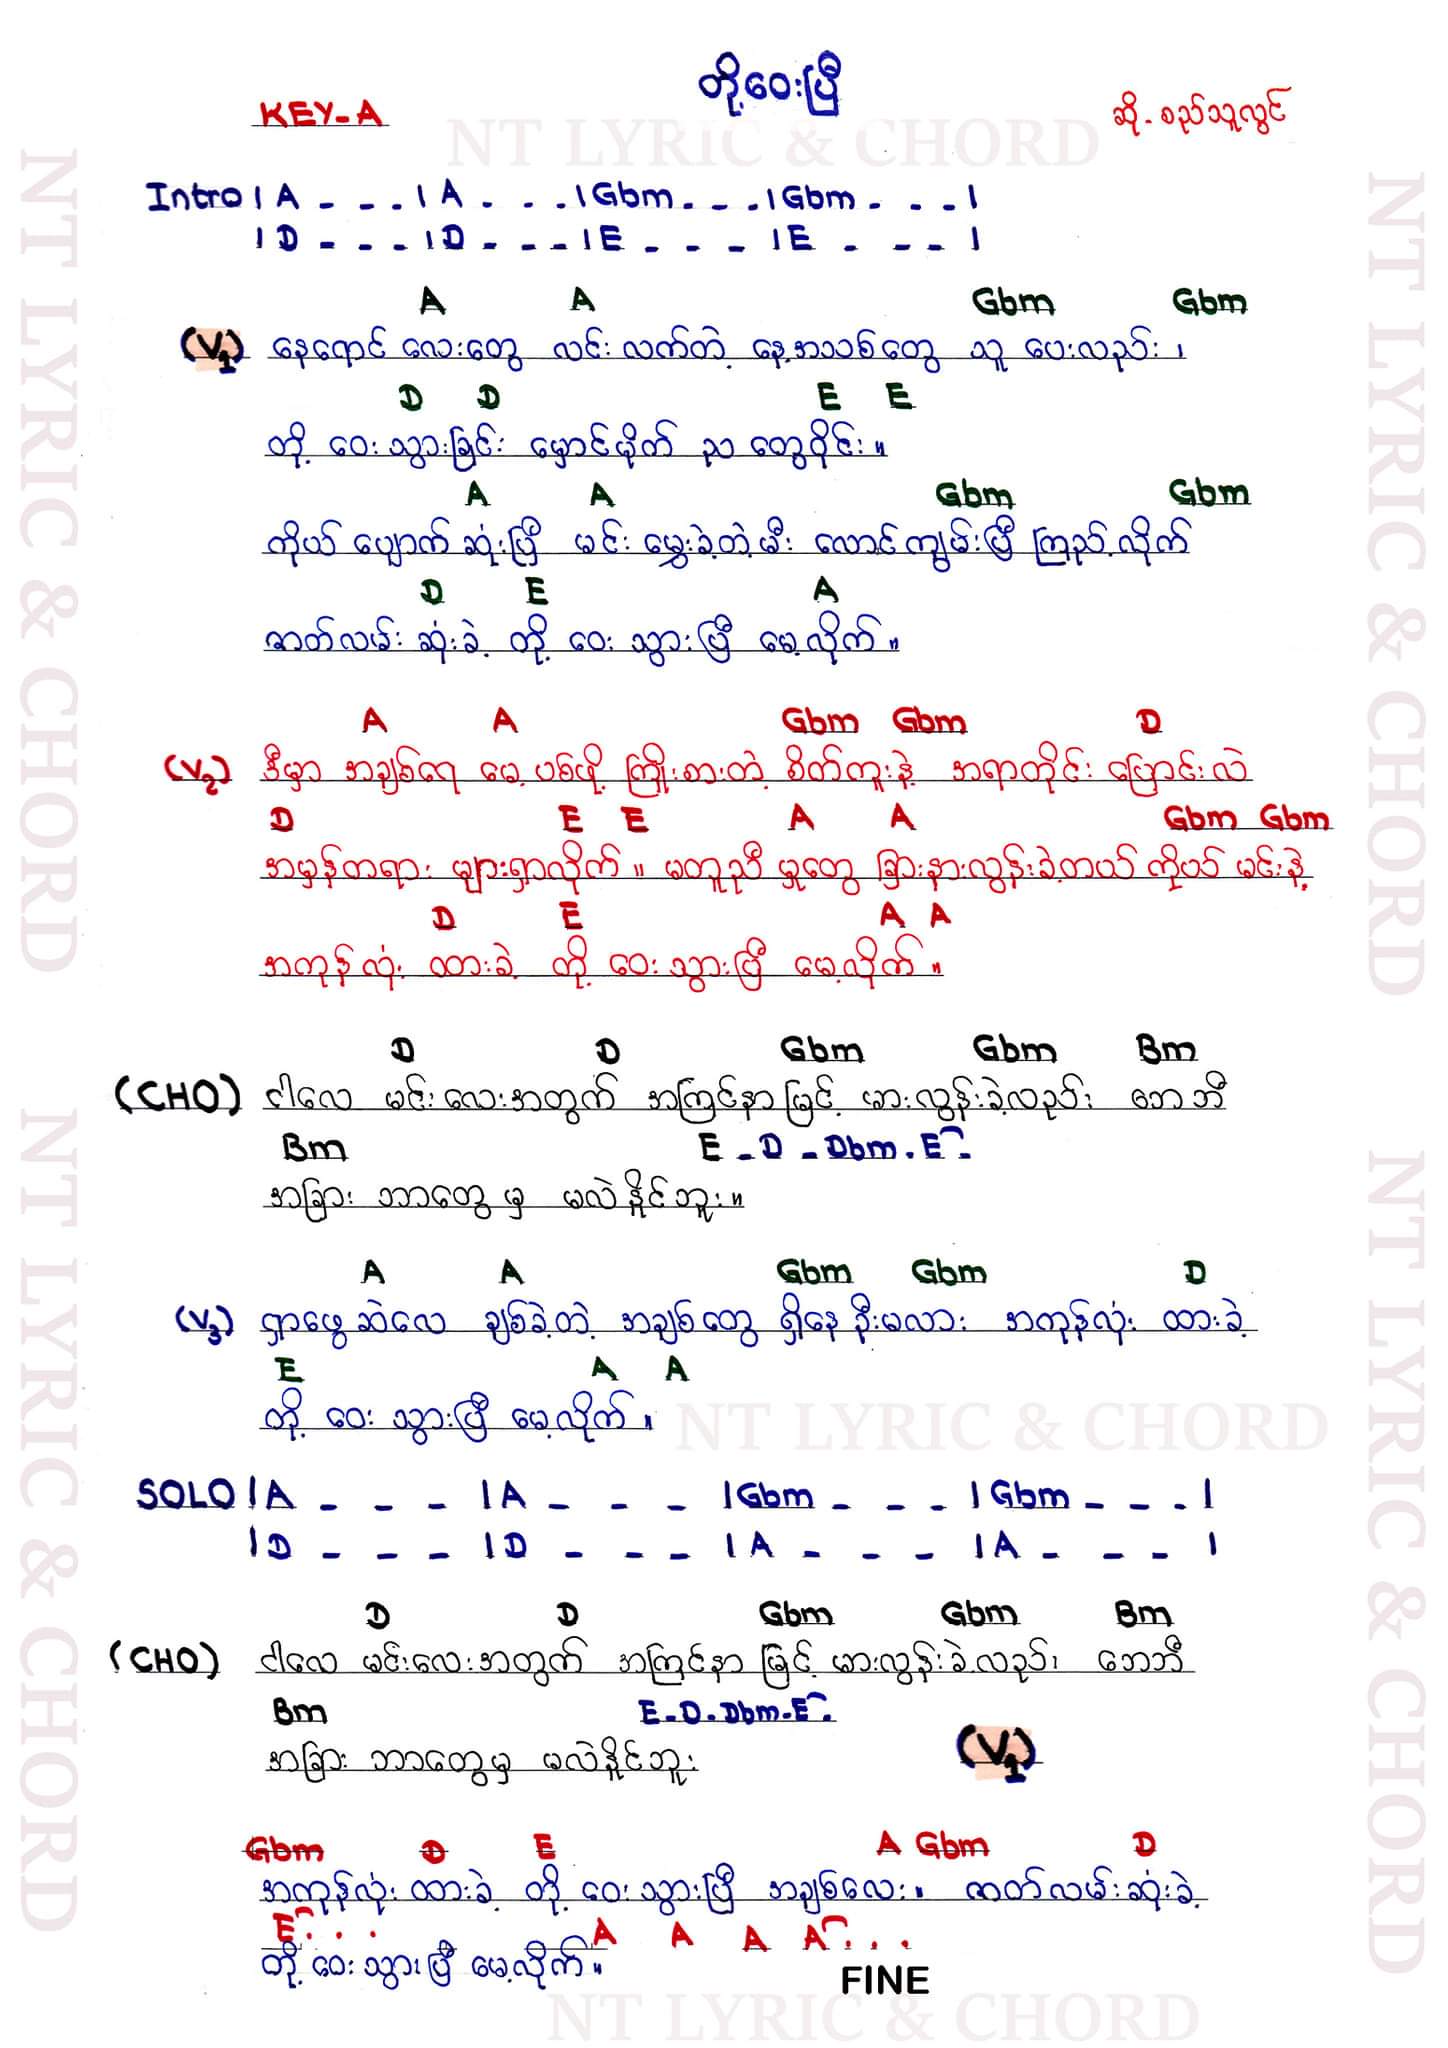 တို့ဝေးပြီ
KEY-A
ဆို - စည်သူလွင်
NT LYRIC & CHORD
Intro | A - - - | A - - - | Gbm - - - | Gbm - - - |
| D - - - | D - - - | E - - - | E - - - |
A A Gbm Gbm
(V1) နေရောင် လေးတွေ လင်း လက်တဲ့ နေ့အသစ်တွေ သူ ပေးလည်း ၊
D D E E
တို့ ဝေးသွားခြင်း မှောင်မိုက် ည တွေဝိုင်း။
A A Gbm Gbm
ကိုယ် ပျောက်ဆုံးပြီ မင်း မွှေးခဲ့တဲ့မီး လောင်ကျွမ်းပြီ ကြည့်လိုက်
D E A
ဇာတ်လမ်း ဆုံးခဲ့ တို့ ဝေး သွားပြီ မေ့လိုက်။
A A Gbm Gbm D
(V2) ဒီမှာ အချစ်ရေ မေ့ပစ်ဖို့ ကြိုးစားတဲ့ စိတ်ကူးနဲ့ အရာတိုင်း ပြောင်းလဲ
D E E A A Gbm Gbm
အမှန်တရား များရှာလိုက်။ မတူညီ မှုတွေ ခြားနားလွန်းခဲ့တယ် ကိုယ် မင်းနဲ့
D E A A
အကုန်လုံး ထားခဲ့ တို့ ဝေးသွားပြီ မေ့လိုက်။
D D Gbm Gbm Bm
(CHO) ငါလေ မင်းလေးအတွက် အကြင်နာဖြင့် မှားလွန်းခဲ့လည်း ဘေဘီ
Bm E - D - Dbm - E
အခြား ဘာတွေမှ မလဲနိူင်ဘူး။
A A Gbm Gbm D
(V3) ရှာဖွေဆဲလေ ချစ်ခဲ့တဲ့ အချစ်တွေ ရှိနေဦးမလား အကုန်လုံး ထားခဲ့
E A A
တို့ ဝေးသွားပြီ မေ့လိုက်။
NT LYRIC & CHORD
SOLO | A - - - | A - - - | Gbm - - - | Gbm - - - |
| D - - - | D - - - | A - - - | A - - - |
D D Gbm Gbm Bm
(CHO) ငါလေ မင်းလေးအတွက် အကြင်နာဖြင့် မှားလွန်းခဲ့လည်း ဘေဘီ
Bm E-D-Dbm-E
အခြား ဘာတွေမှ မလဲနိူင်ဘူး
(V1)
Gbm D E A Gbm D
အကုန်လုံး ထားခဲ့ တို့ ဝေးသွားပြီ အချစ်လေး။ ဇာတ်လမ်းဆုံးခဲ့
E . . . A A A A . . .
တို့ ဝေးသွားပြီ မေ့လိုက်။
FINE
NT LYRIC & CHORD
NT LYRIC & CHORD
NT LYRIC & CHORD
NT LYRIC & CHORD
NT LYRIC & CHORD